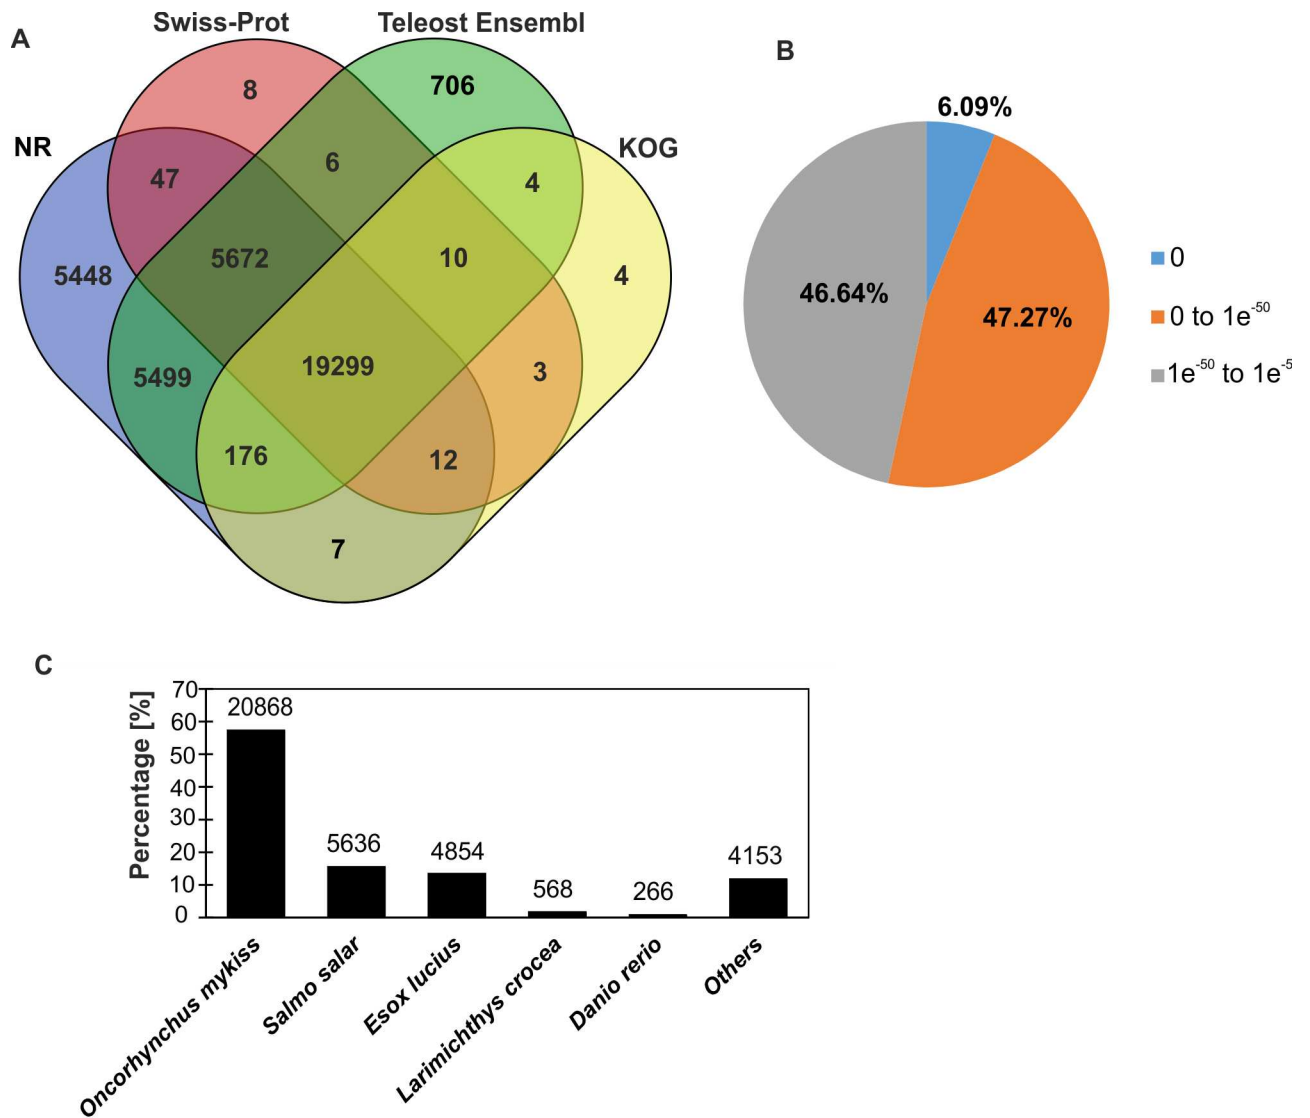 A
Swiss-Prot
Teleost Ensembl
NR
KOG
8
706
47
6
4
5448
5672
10
4
5499
19299
3
176
12
7
B
6.09%
46.64%
47.27%
0
0 to 1e⁻⁵⁰
1e⁻⁵⁰ to 1e⁻⁵
C
Percentage [%]
70
60
50
40
30
20
10
0
20868
5636
4854
568
266
4153
Oncorhynchus mykiss
Salmo salar
Esox lucius
Larimichthys crocea
Danio rerio
Others